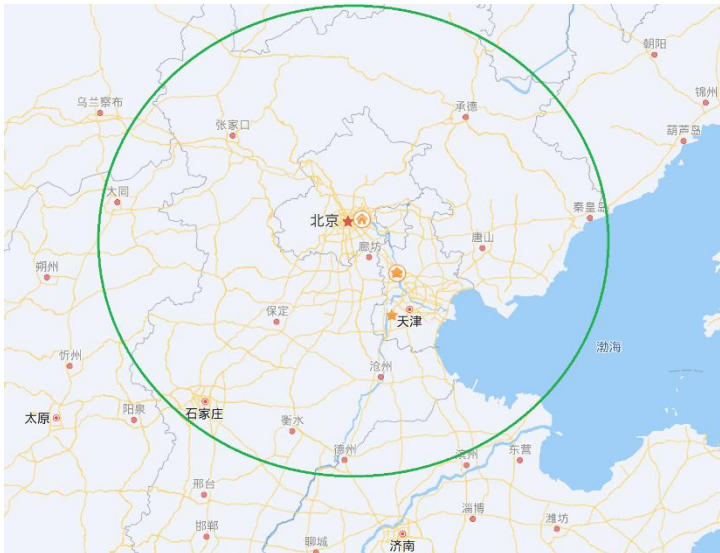 朝阳
乌兰察布
承德
锦州
张家口
葫芦岛
大同
秦皇岛
北京
唐山
廊坊
朔州
保定
天津
渤海
忻州
沧州
太原
阳泉
石家庄
衡水
德州
滨州
东营
邢台
淄博
潍坊
邯郸
聊城
济南